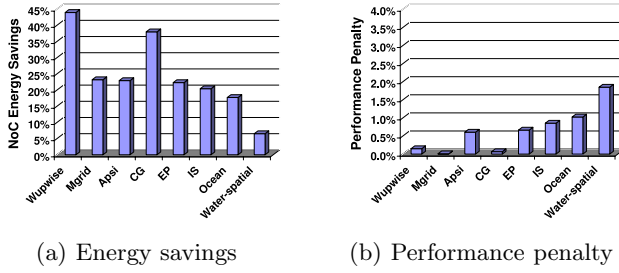 NoC Energy Savings
45%
40%
35%
30%
25%
20%
15%
10%
5%
0%
Wupwise
Mgrid
Apsi
CG
EP
IS
Ocean
Water-spatial
(a) Energy savings
Performance Penalty
4.0%
3.5%
3.0%
2.5%
2.0%
1.5%
1.0%
0.5%
0.0%
Wupwise
Mgrid
Apsi
CG
EP
IS
Ocean
Water-spatial
(b) Performance penalty